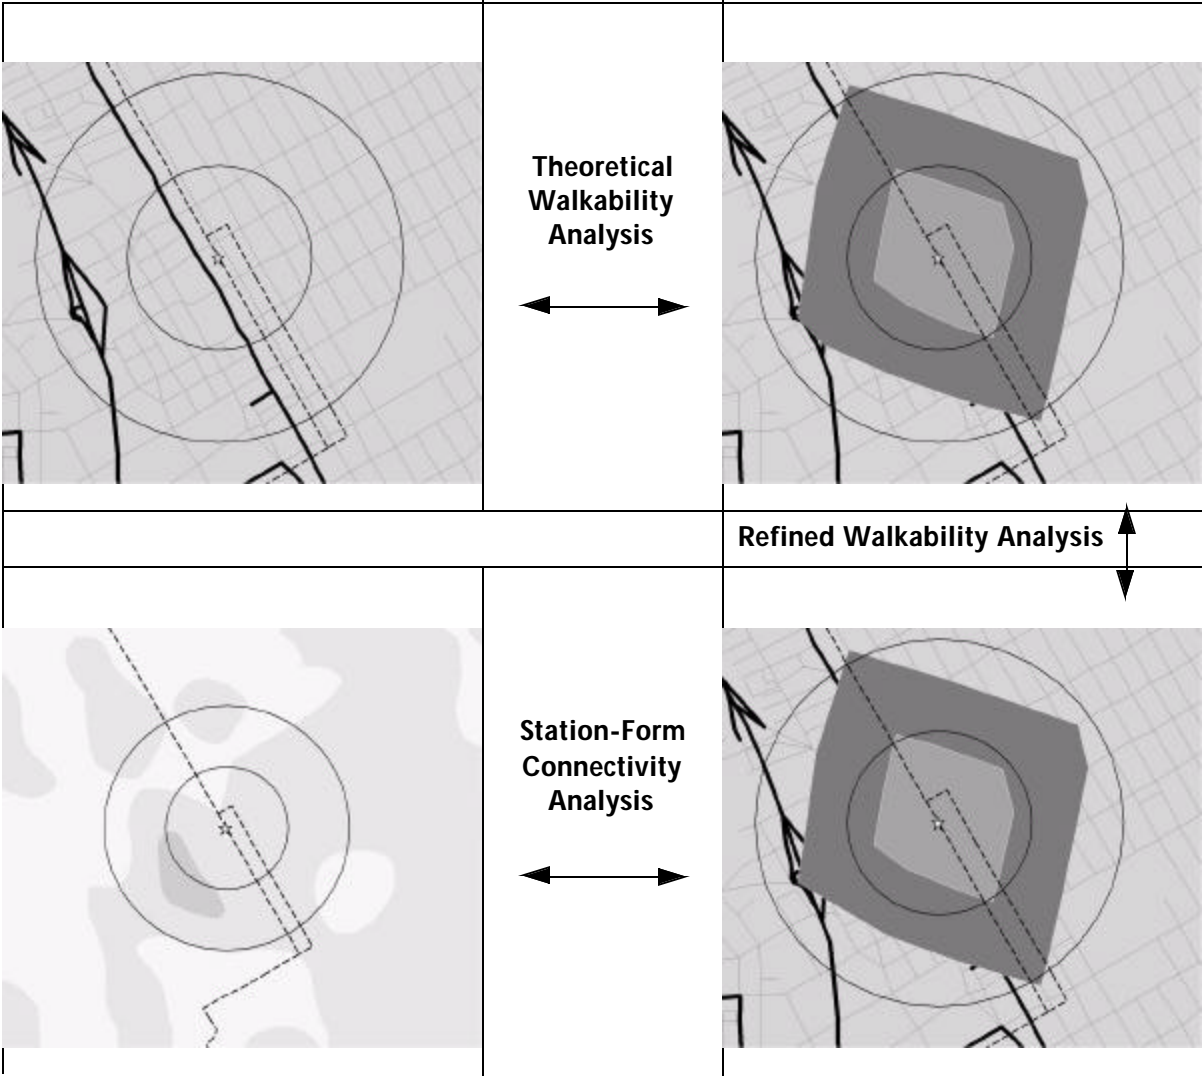 Theoretical
Walkability
Analysis
Refined Walkability Analysis
Station-Form
Connectivity
Analysis